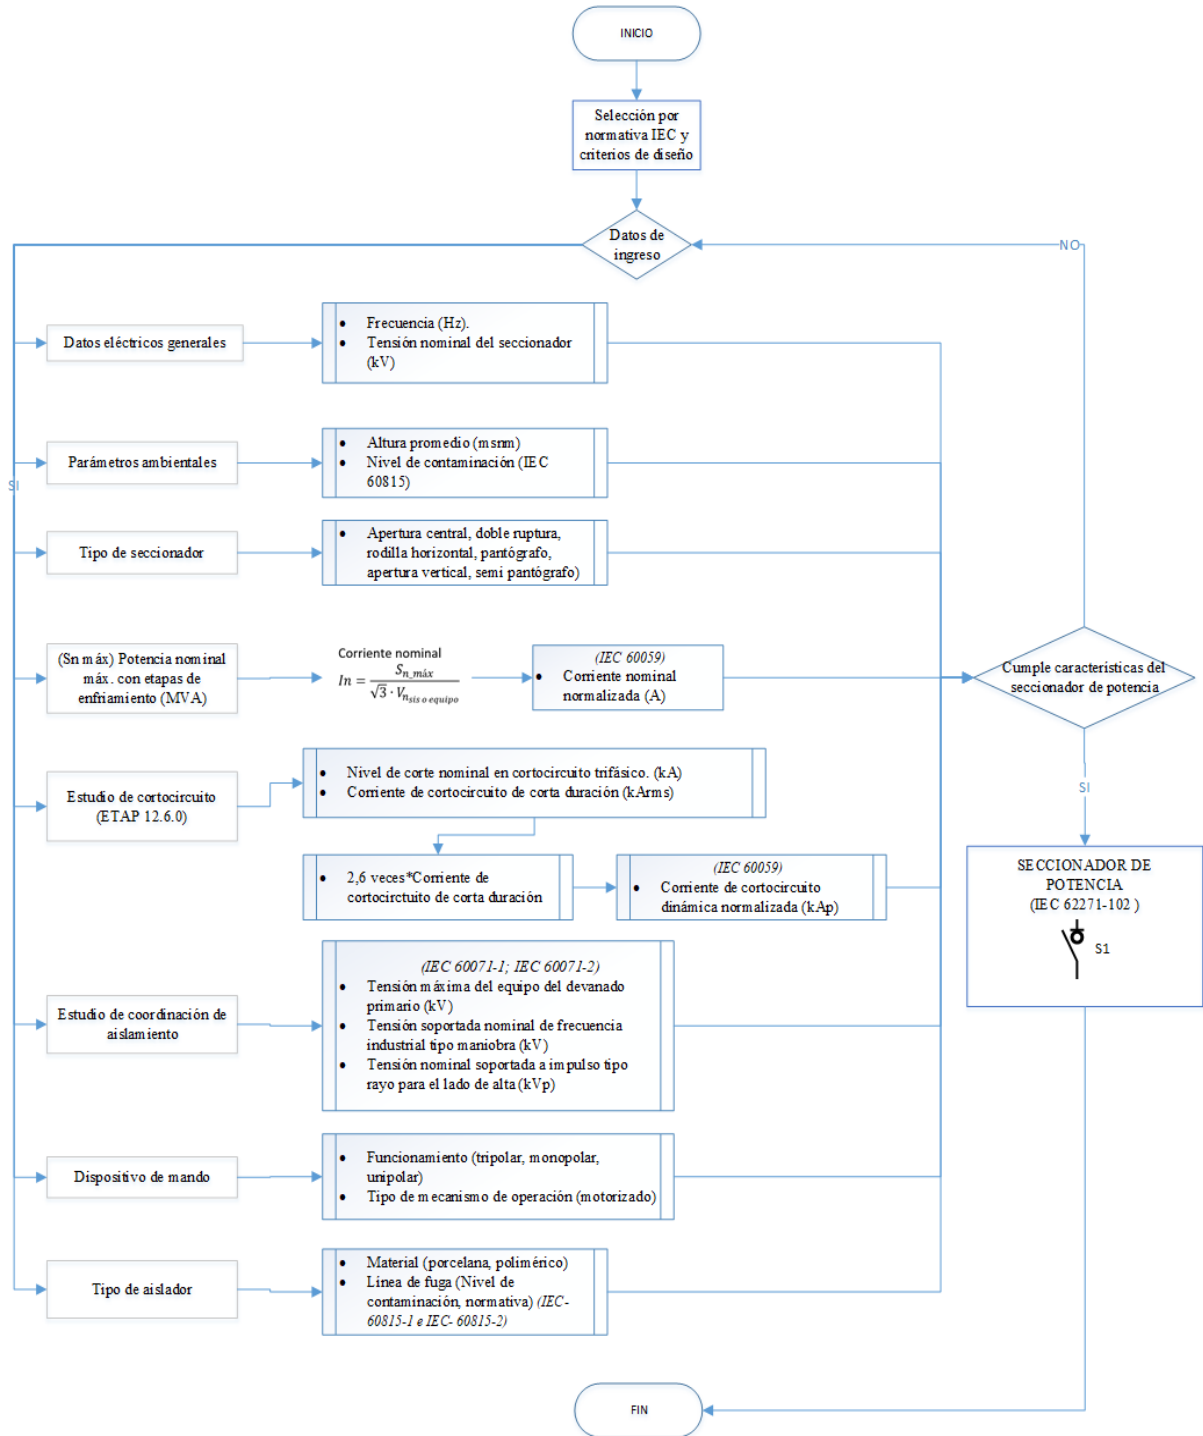 INICIO
Selección por
normativa IEC y
criterios de diseño
Datos de
ingreso
NO
SI
Datos eléctricos generales
• Frecuencia (Hz).
• Tensión nominal del seccionador
(kV)
Parámetros ambientales
• Altura promedio (msnm)
• Nivel de contaminación (IEC
60815)
Tipo de seccionador
• Apertura central, doble ruptura,
rodilla horizontal, pantógrafo,
apertura vertical, semi pantógrafo)
(Sn máx) Potencia nominal
máx. con etapas de
enfriamiento (MVA)
Corriente nominal
In = S_{n_máx} / (√3 · V_{n_{sis o equipo}})
(IEC 60059)
• Corriente nominal
normalizada (A)
Cumple características del
seccionador de potencia
Estudio de cortocircuito
(ETAP 12.6.0)
• Nivel de corte nominal en cortocircuito trifásico. (kA)
• Corriente de cortocircuito de corta duración (kArms)
• 2,6 veces*Corriente de
cortocirctuito de corta duración
(IEC 60059)
• Corriente de cortocircuito
dinámica normalizada (kAp)
SI
SECCIONADOR DE
POTENCIA
(IEC 62271-102 )
S1
Estudio de coordinación de
aislamiento
(IEC 60071-1; IEC 60071-2)
• Tensión máxima del equipo del devanado
primario (kV)
• Tensión soportada nominal de frecuencia
industrial tipo maniobra (kV)
• Tensión nominal soportada a impulso tipo
rayo para el lado de alta (kVp)
Dispositivo de mando
• Funcionamiento (tripolar, monopolar,
unipolar)
• Tipo de mecanismo de operación (motorizado)
Tipo de aislador
• Material (porcelana, polimérico)
• Línea de fuga (Nivel de
contaminación, normativa) (IEC-
60815-1 e IEC- 60815-2)
FIN